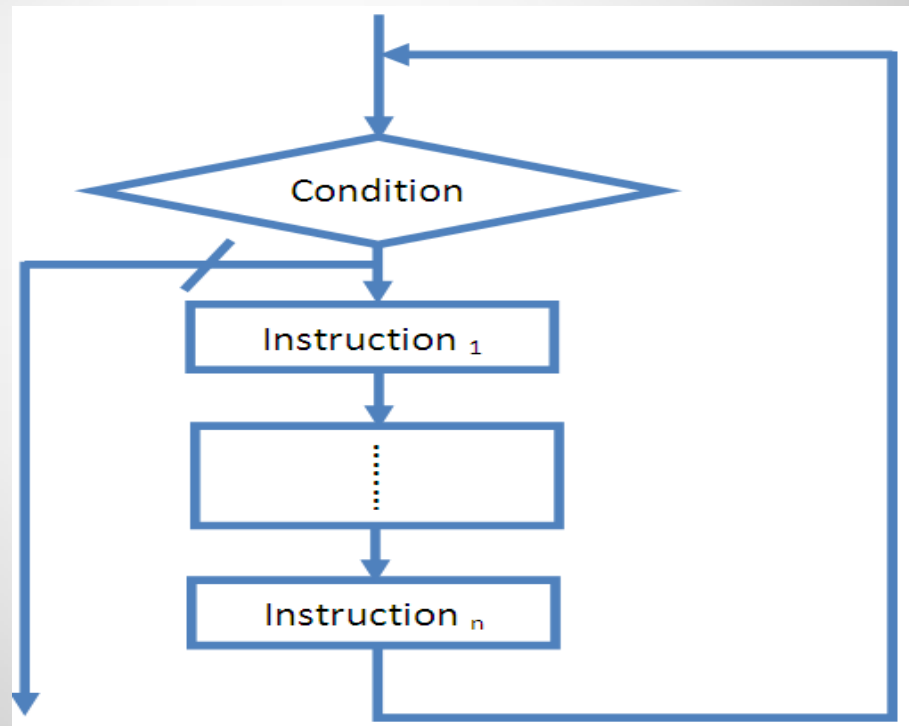 Condition
Instruction 1
.......
Instruction n